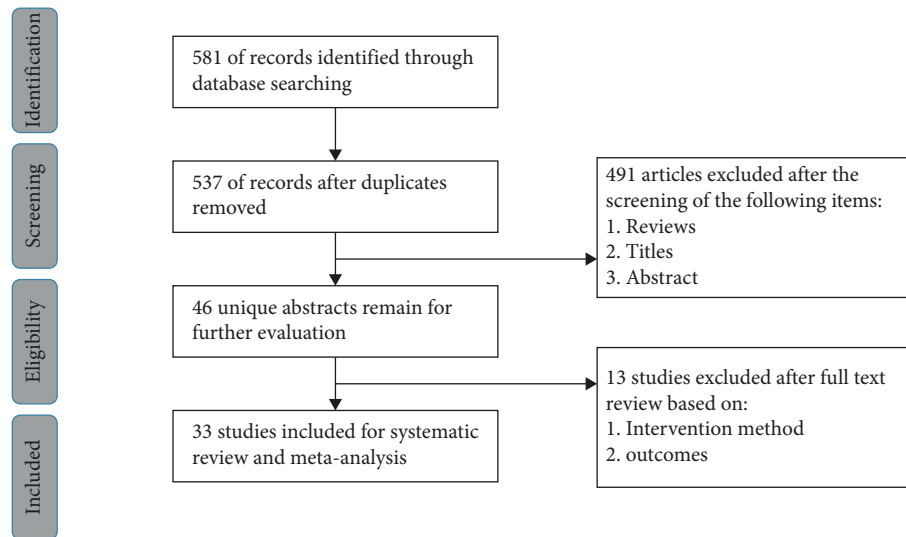 Identification
581 of records identified through
database searching
Screening
537 of records after duplicates
removed
491 articles excluded after the
screening of the following items:
1. Reviews
2. Titles
3. Abstract
Eligibility
46 unique abstracts remain for
further evaluation
13 studies excluded after full text
review based on:
1. Intervention method
2. outcomes
Included
33 studies included for systematic
review and meta-analysis